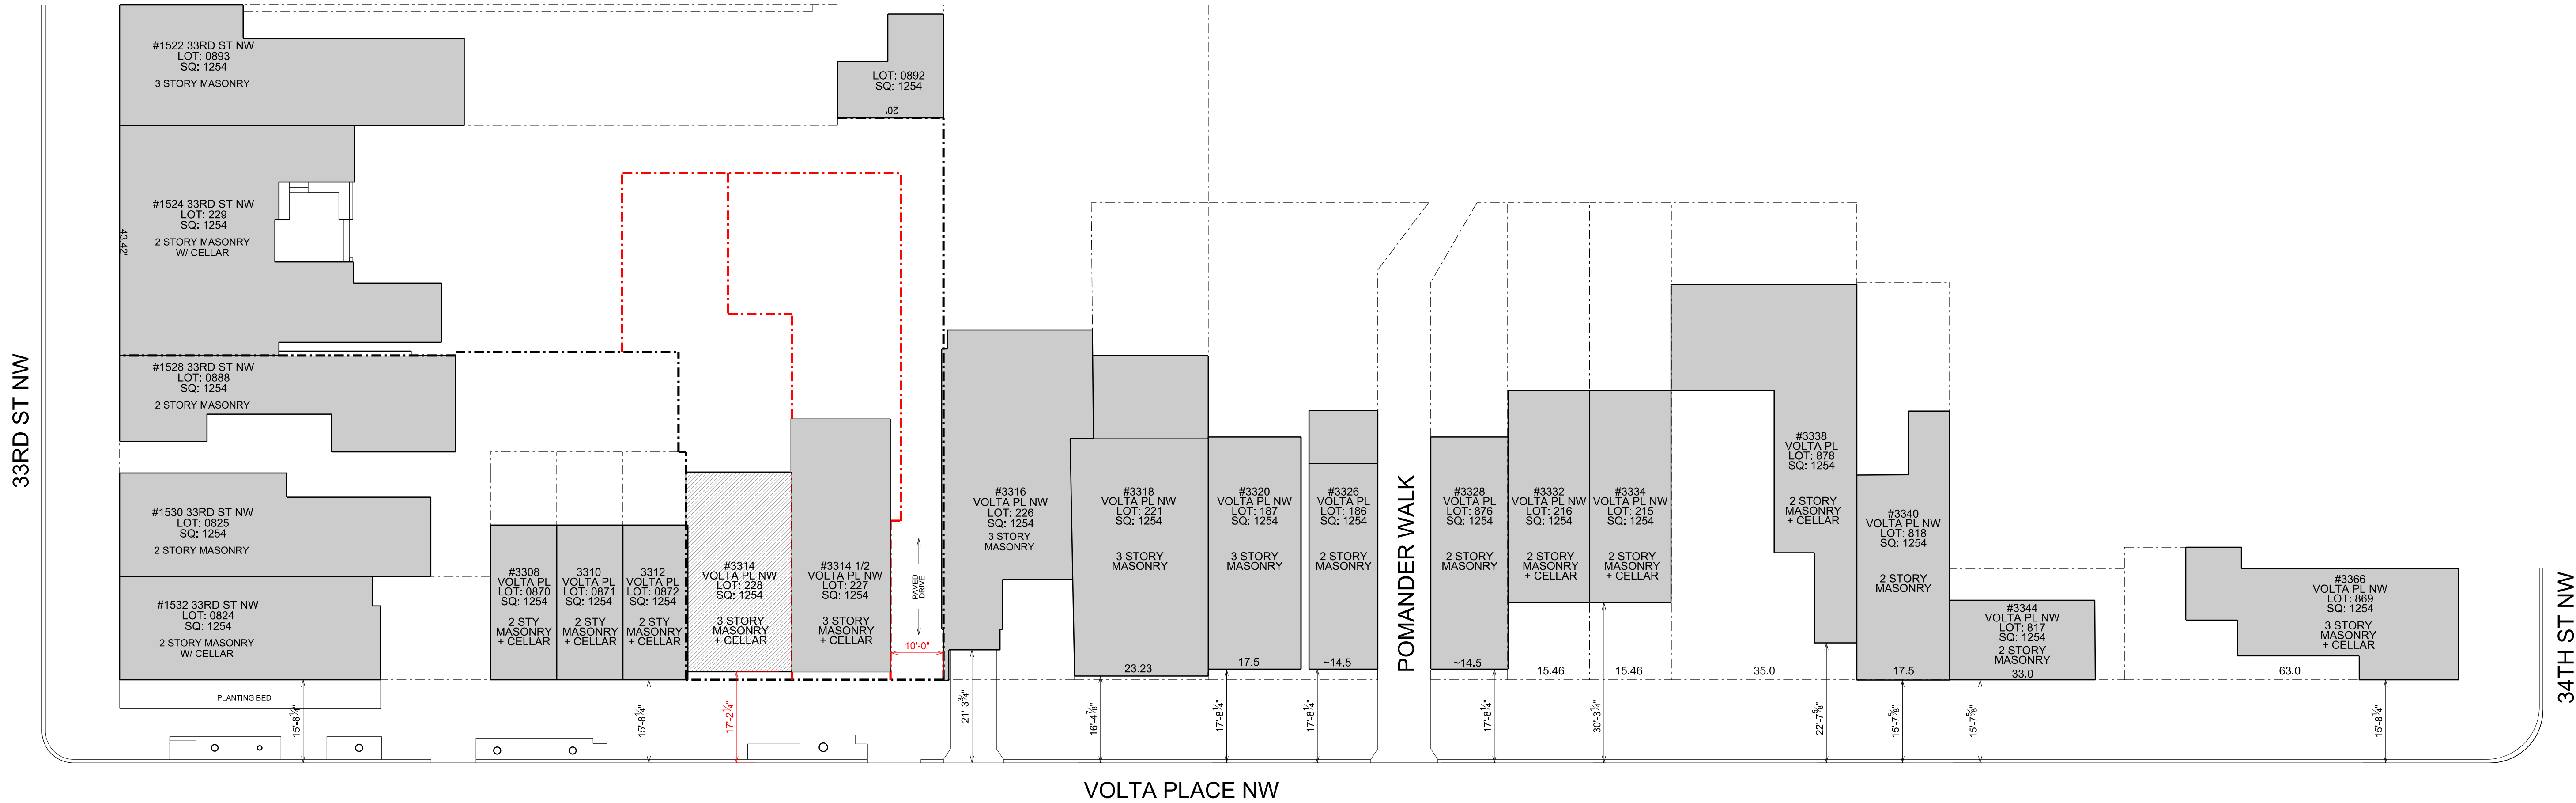 #1522 33RD ST NW
LOT: 0893
SQ: 1254
3 STORY MASONRY
LOT: 0892
SQ: 1254
20'
#1524 33RD ST NW
LOT: 229
SQ: 1254
2 STORY MASONRY
W/ CELLAR
43.42'
#1528 33RD ST NW
LOT: 0888
SQ: 1254
2 STORY MASONRY
33RD ST NW
#1530 33RD ST NW
LOT: 0825
SQ: 1254
2 STORY MASONRY
#1532 33RD ST NW
LOT: 0824
SQ: 1254
2 STORY MASONRY
W/ CELLAR
PLANTING BED
15'-8¼"
#3308
VOLTA PL
LOT: 0870
SQ: 1254
2 STY
MASONRY
+ CELLAR
3310
VOLTA PL
LOT: 0871
SQ: 1254
2 STY
MASONRY
+ CELLAR
3312
VOLTA PL
LOT: 0872
SQ: 1254
2 STY
MASONRY
+ CELLAR
15'-8¼"
#3314
VOLTA PL NW
LOT: 228
SQ: 1254
3 STORY
MASONRY
+ CELLAR
17'-2¼"
#3314 1/2
VOLTA PL NW
LOT: 227
SQ: 1254
3 STORY
MASONRY
+ CELLAR
PAVED
DRIVE
10'-0"
#3316
VOLTA PL NW
LOT: 226
SQ: 1254
3 STORY
MASONRY
21'-3¾"
#3318
VOLTA PL NW
LOT: 221
SQ: 1254
3 STORY
MASONRY
23.23
16'-4⅞"
#3320
VOLTA PL NW
LOT: 187
SQ: 1254
3 STORY
MASONRY
17.5
17'-8¼"
#3326
VOLTA PL
LOT: 186
SQ: 1254
2 STORY
MASONRY
~14.5
17'-8¼"
POMANDER WALK
#3328
VOLTA PL
LOT: 876
SQ: 1254
2 STORY
MASONRY
~14.5
17'-8¼"
#3332
VOLTA PL NW
LOT: 216
SQ: 1254
2 STORY
MASONRY
+ CELLAR
15.46
30'-3¼"
#3334
VOLTA PL NW
LOT: 215
SQ: 1254
2 STORY
MASONRY
+ CELLAR
15.46
#3338
VOLTA PL
LOT: 878
SQ: 1254
2 STORY
MASONRY
+ CELLAR
35.0
22'-7⅝"
#3340
VOLTA PL NW
LOT: 818
SQ: 1254
2 STORY
MASONRY
17.5
15'-7⅝"
#3344
VOLTA PL NW
LOT: 817
SQ: 1254
2 STORY
MASONRY
33.0
15'-7⅝"
#3366
VOLTA PL NW
LOT: 869
SQ: 1254
3 STORY
MASONRY
+ CELLAR
63.0
15'-8¼"
34TH ST NW
VOLTA PLACE NW